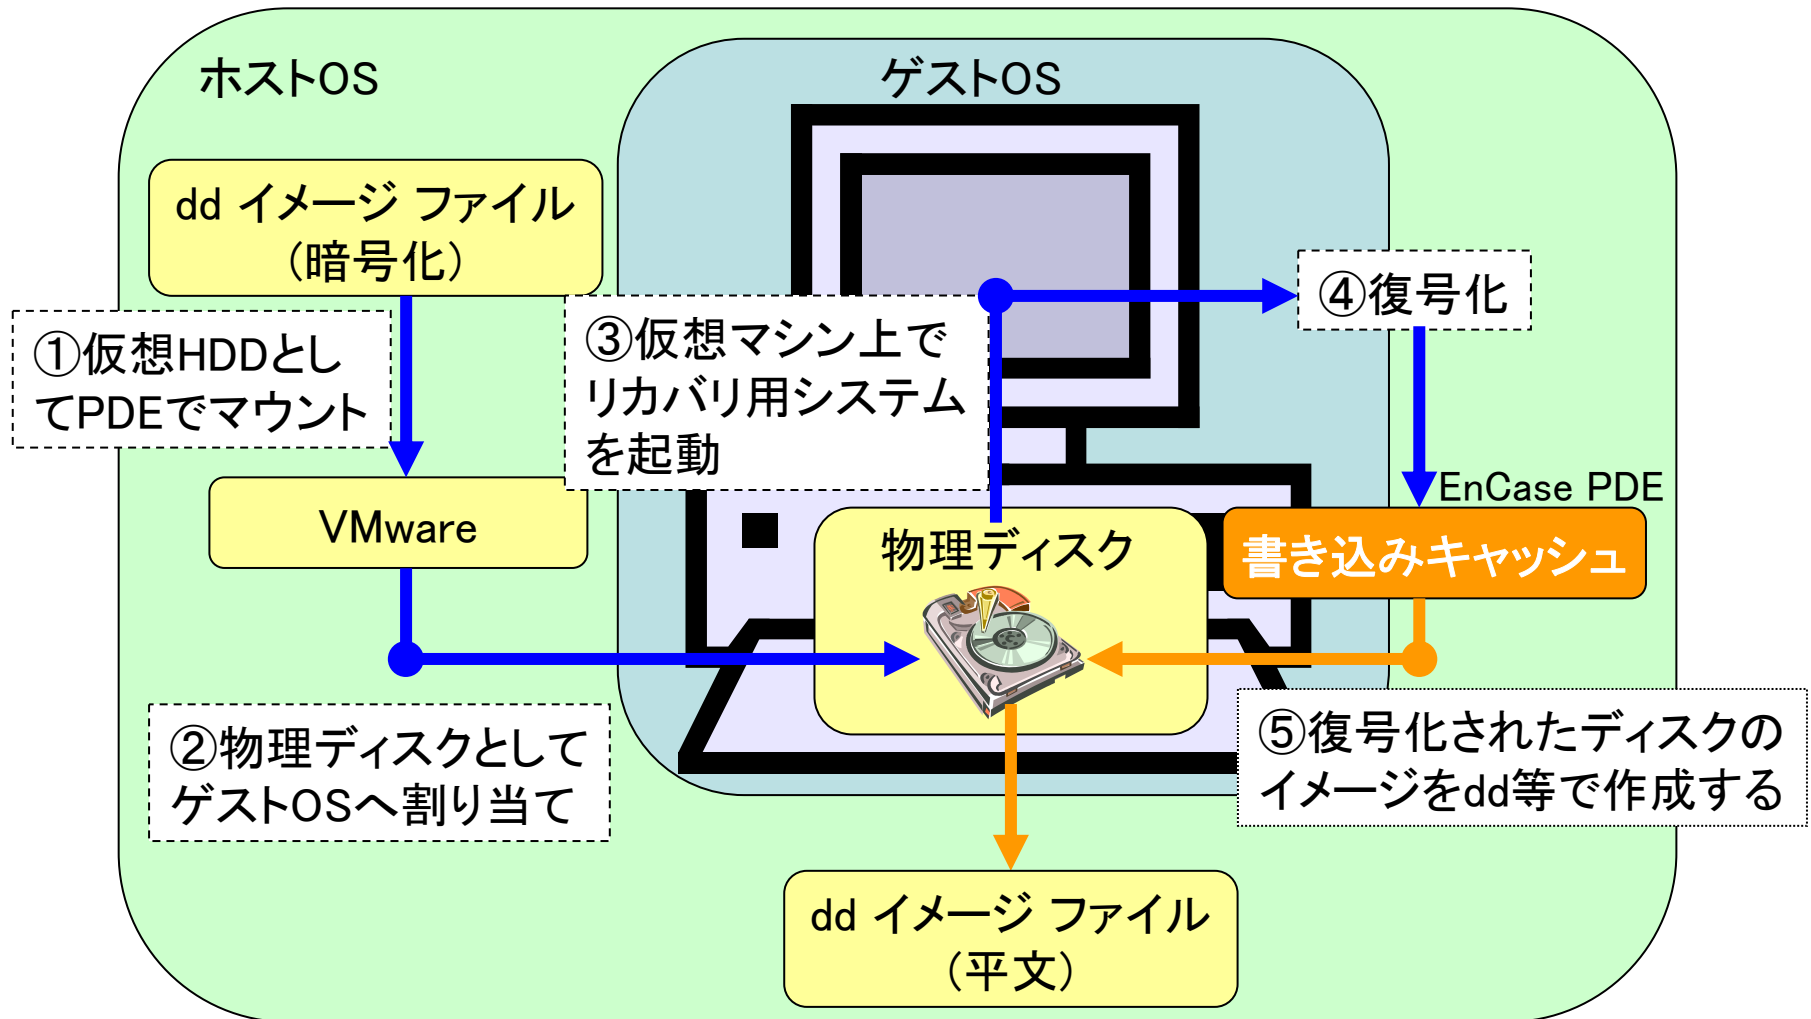 ホストOS
ゲストOS
dd イメージ ファイル
(暗号化)
①仮想HDDとし
てPDEでマウント
③仮想マシン上で
リカバリ用システム
を起動
④復号化
VMware
EnCase PDE
書き込みキャッシュ
物理ディスク
②物理ディスクとして
ゲストOSへ割り当て
⑤復号化されたディスクの
イメージをdd等で作成する
dd イメージ ファイル
(平文)